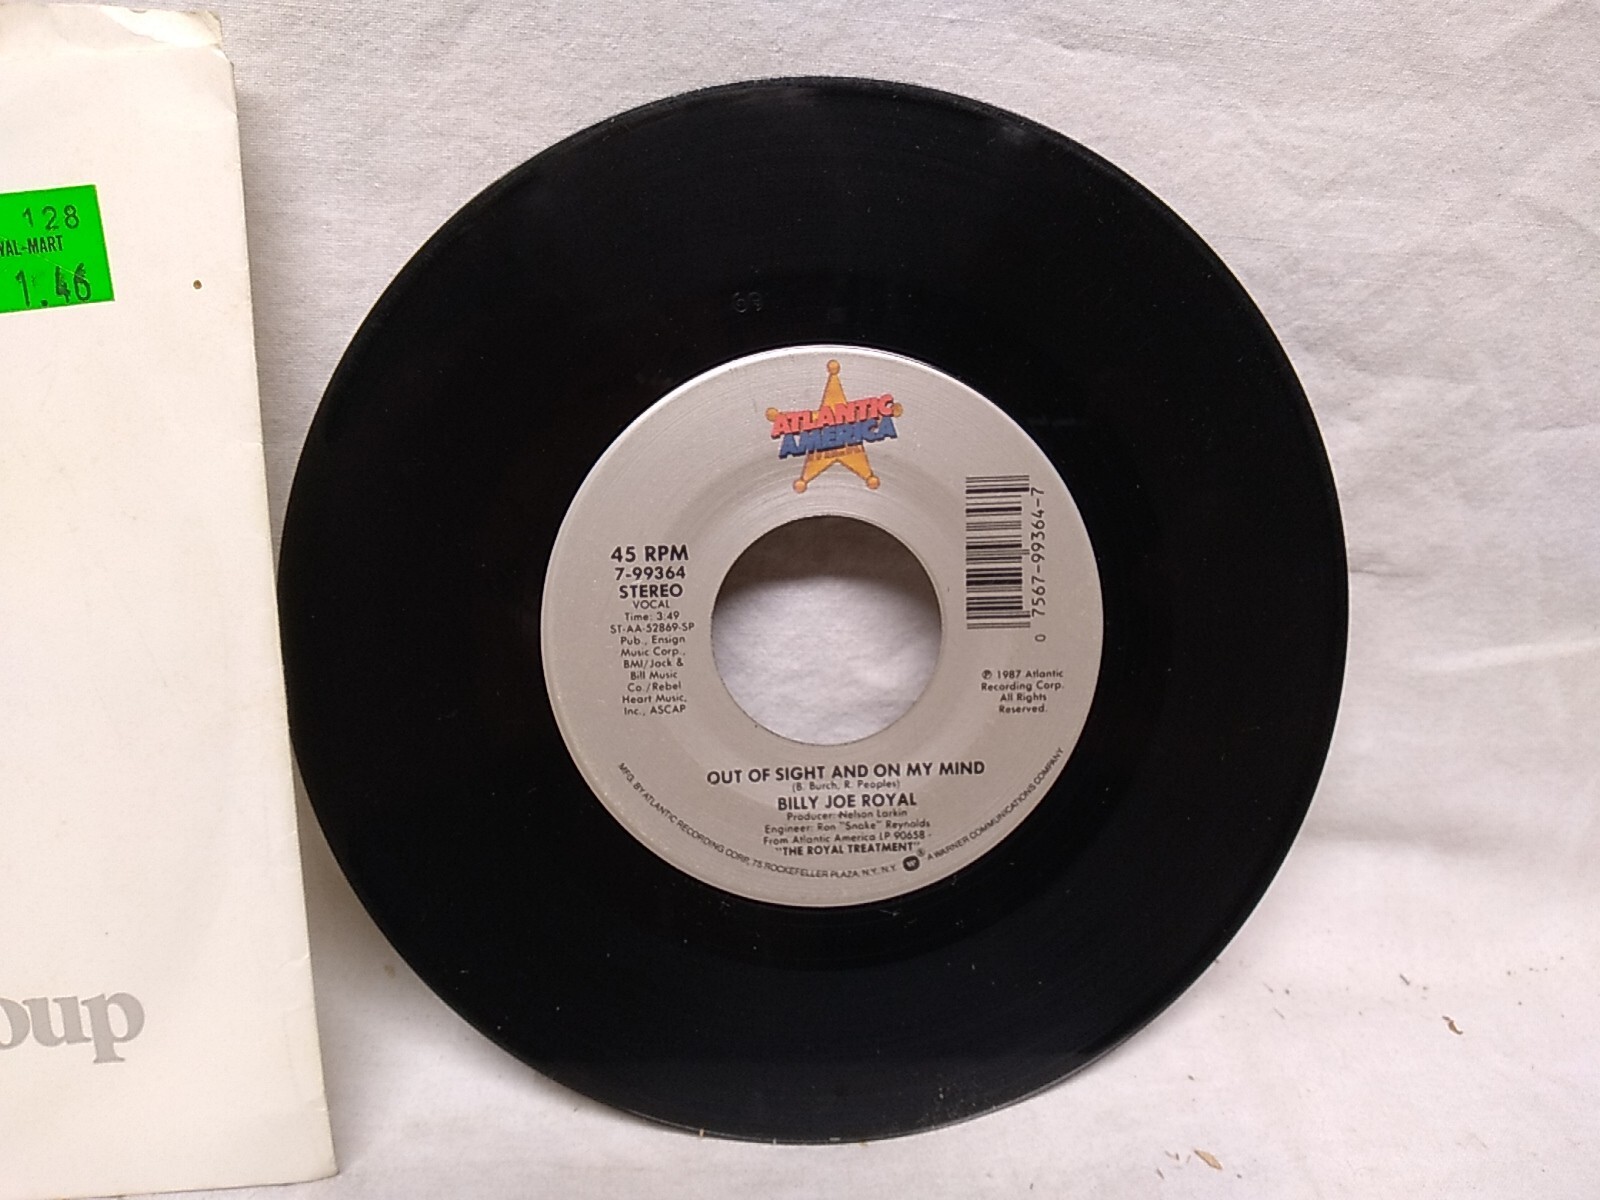 128
WAL-MART
1.46
oup
69
ATLANTIC
AMERICA
45 RPM
7-99364
STEREO
VOCAL
Time: 3:49
ST-AA-52869-SP
Pub., Ensign
Music Corp.,
BMI/Jack &
Bill Music
Co./Rebel
Heart Music,
Inc., ASCAP
0 7567-99364-7
℗ 1987 Atlantic
Recording Corp.
All Rights
Reserved.
OUT OF SIGHT AND ON MY MIND
(B. Burch, R. Peoples)
BILLY JOE ROYAL
Producer: Nelson Larkin
Engineer: Ron "Snake" Reynolds
From Atlantic America LP 90658 -
"THE ROYAL TREATMENT"
MFG. BY ATLANTIC RECORDING CORP., 75 ROCKEFELLER PLAZA, N.Y., N.Y. ® A WARNER COMMUNICATIONS COMPANY